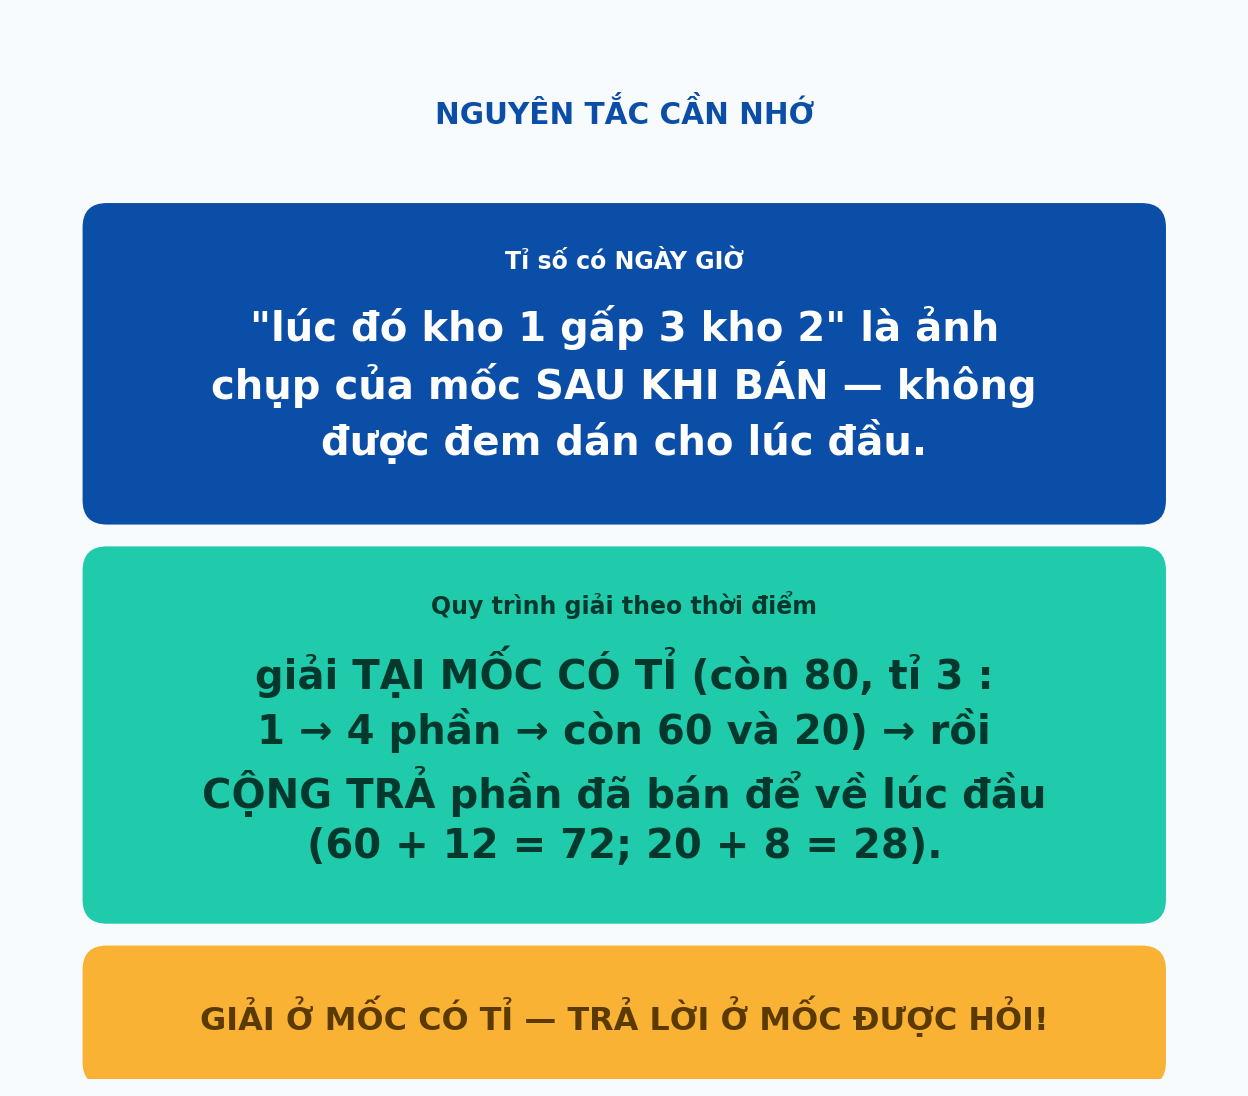 NGUYÊN TẮC CẦN NHỚ
Tỉ số có NGÀY GIỜ
"lúc đó kho 1 gấp 3 kho 2" là ảnh
chụp của mốc SAU KHI BÁN — không
được đem dán cho lúc đầu.
Quy trình giải theo thời điểm
giải TẠI MỐC CÓ TỈ (còn 80, tỉ 3 :
1 → 4 phần → còn 60 và 20) → rồi
CỘNG TRẢ phần đã bán để về lúc đầu
(60 + 12 = 72; 20 + 8 = 28).
GIẢI Ở MỐC CÓ TỈ — TRẢ LỜI Ở MỐC ĐƯỢC HỎI!